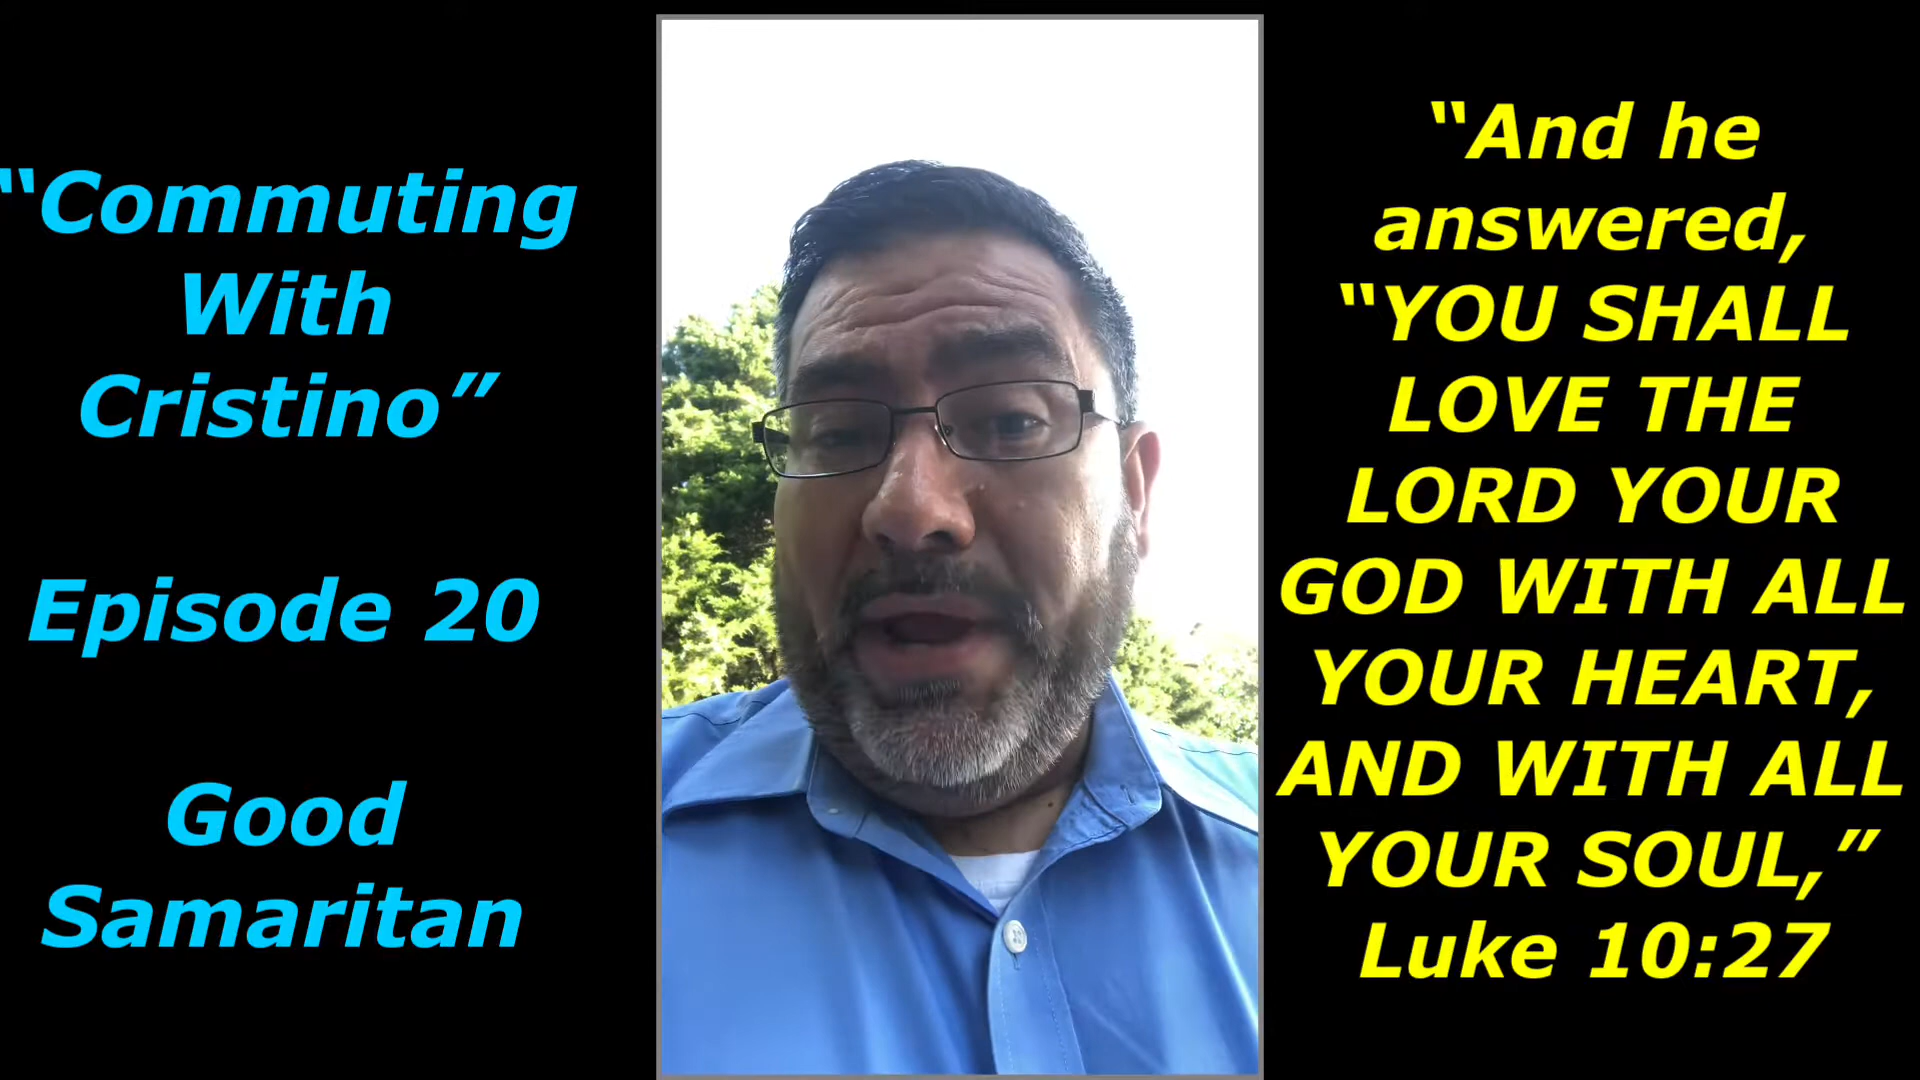 “Commuting
With
Cristino”
Episode 20
Good
Samaritan
“And he
answered,
“YOU SHALL
LOVE THE
LORD YOUR
GOD WITH ALL
YOUR HEART,
AND WITH ALL
YOUR SOUL,”
Luke 10:27